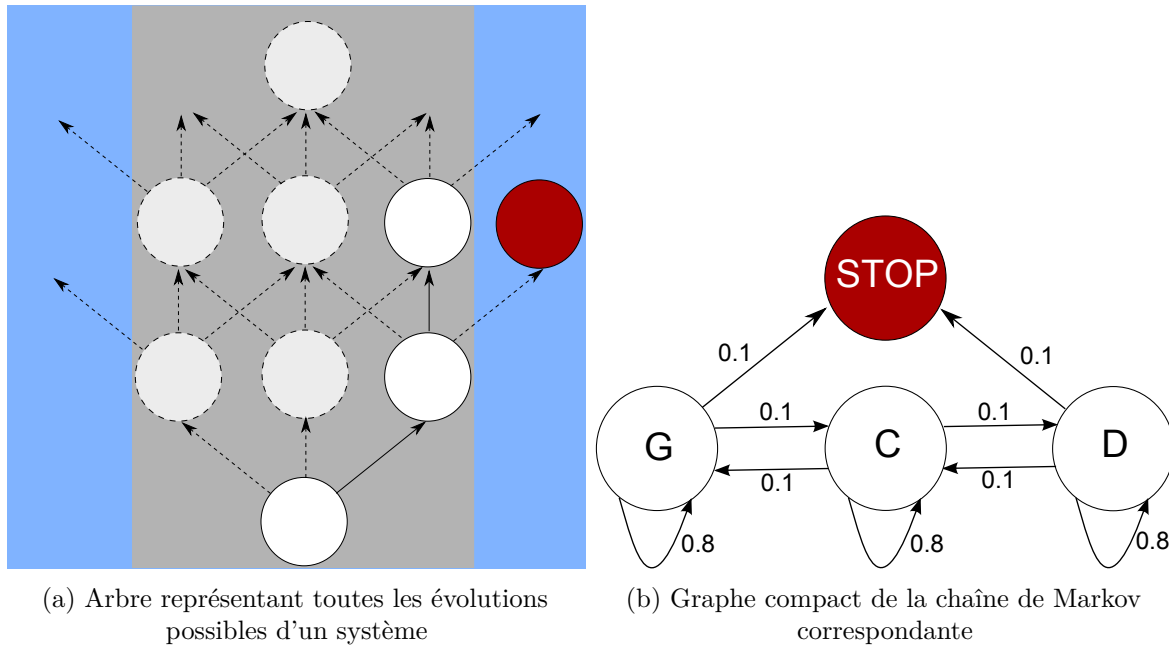 STOP
0.1
0.1
0.1
0.1
G
C
D
0.1
0.1
0.8
0.8
0.8
(a) Arbre représentant toutes les évolutions
possibles d'un système
(b) Graphe compact de la chaîne de Markov
correspondante